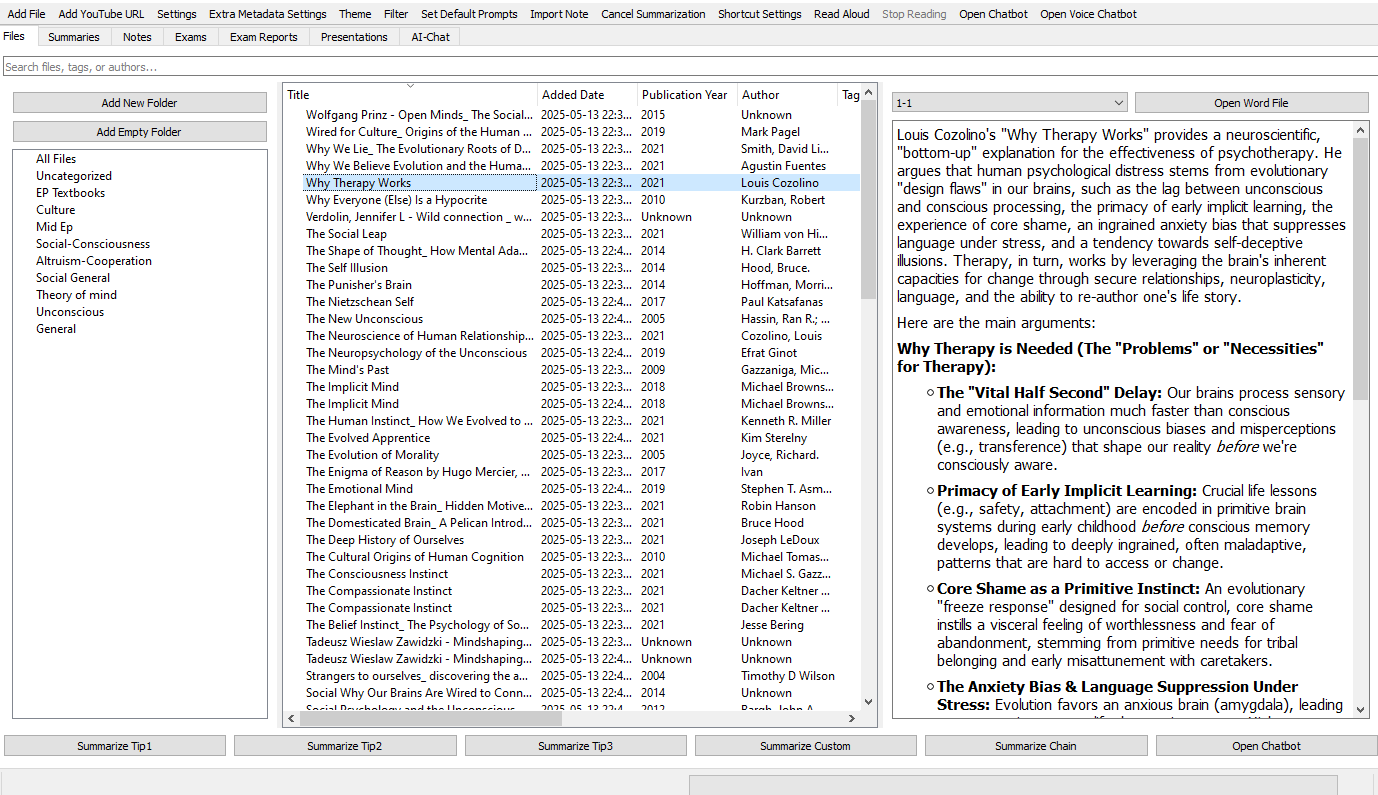 Add File Add YouTube URL Settings Extra Metadata Settings Theme Filter Set Default Prompts Import Note Cancel Summarization Shortcut Settings Read Aloud Stop Reading Open Chatbot Open Voice Chatbot
Files Summaries Notes Exams Exam Reports Presentations AI-Chat
Search files, tags, or authors...
Add New Folder
Add Empty Folder
All Files
Uncategorized
EP Textbooks
Culture
Mid Ep
Social-Consciousness
Altruism-Cooperation
Social General
Theory of mind
Unconscious
General
Title Added Date Publication Year Author Tag
Wolfgang Prinz - Open Minds_ The Social... 2025-05-13 22:3... 2015 Unknown
Wired for Culture_ Origins of the Human ... 2025-05-13 22:3... 2019 Mark Pagel
Why We Lie_ The Evolutionary Roots of D... 2025-05-13 22:3... 2021 Smith, David Li...
Why We Believe Evolution and the Huma... 2025-05-13 22:3... 2021 Agustin Fuentes
Why Therapy Works 2025-05-13 22:3... 2021 Louis Cozolino
Why Everyone (Else) Is a Hypocrite 2025-05-13 22:3... 2010 Kurzban, Robert
Verdolin, Jennifer L - Wild connection _ w... 2025-05-13 22:3... Unknown Unknown
The Social Leap 2025-05-13 22:3... 2021 William von Hi...
The Shape of Thought_ How Mental Ada... 2025-05-13 22:4... 2014 H. Clark Barrett
The Self Illusion 2025-05-13 22:3... 2014 Hood, Bruce.
The Punisher's Brain 2025-05-13 22:3... 2014 Hoffman, Morri...
The Nietzschean Self 2025-05-13 22:4... 2017 Paul Katsafanas
The New Unconscious 2025-05-13 22:4... 2005 Hassin, Ran R.; ...
The Neuroscience of Human Relationship... 2025-05-13 22:3... 2021 Cozolino, Louis
The Neuropsychology of the Unconscious 2025-05-13 22:4... 2019 Efrat Ginot
The Mind's Past 2025-05-13 22:4... 2009 Gazzaniga, Mic...
The Implicit Mind 2025-05-13 22:3... 2018 Michael Browns...
The Implicit Mind 2025-05-13 22:4... 2018 Michael Browns...
The Human Instinct_ How We Evolved to ... 2025-05-13 22:3... 2021 Kenneth R. Miller
The Evolved Apprentice 2025-05-13 22:4... 2021 Kim Sterelny
The Evolution of Morality 2025-05-13 22:4... 2005 Joyce, Richard.
The Enigma of Reason by Hugo Mercier, ... 2025-05-13 22:4... 2017 Ivan
The Emotional Mind 2025-05-13 22:4... 2019 Stephen T. Asm...
The Elephant in the Brain_ Hidden Motive... 2025-05-13 22:3... 2021 Robin Hanson
The Domesticated Brain_ A Pelican Introd... 2025-05-13 22:3... 2021 Bruce Hood
The Deep History of Ourselves 2025-05-13 22:3... 2021 Joseph LeDoux
The Cultural Origins of Human Cognition 2025-05-13 22:3... 2010 Michael Tomas...
The Consciousness Instinct 2025-05-13 22:3... 2021 Michael S. Gazz...
The Compassionate Instinct 2025-05-13 22:3... 2021 Dacher Keltner ...
The Compassionate Instinct 2025-05-13 22:3... 2021 Dacher Keltner ...
The Belief Instinct_ The Psychology of So... 2025-05-13 22:3... 2021 Jesse Bering
Tadeusz Wieslaw Zawidzki - Mindshaping... 2025-05-13 22:3... Unknown Unknown
Tadeusz Wieslaw Zawidzki - Mindshaping... 2025-05-13 22:4... Unknown Unknown
Strangers to ourselves_ discovering the a... 2025-05-13 22:4... 2004 Timothy D Wilson
Social Why Our Brains Are Wired to Conn... 2025-05-13 22:4... 2014 Unknown
Social Psychology and the Unconscious 2025-05-13 22:4... 2012 Bargh, John A
1-1
Open Word File
Louis Cozolino's "Why Therapy Works" provides a neuroscientific,
"bottom-up" explanation for the effectiveness of psychotherapy. He
argues that human psychological distress stems from evolutionary
"design flaws" in our brains, such as the lag between unconscious
and conscious processing, the primacy of early implicit learning, the
experience of core shame, an ingrained anxiety bias that suppresses
language under stress, and a tendency towards self-deceptive
illusions. Therapy, in turn, works by leveraging the brain's inherent
capacities for change through secure relationships, neuroplasticity,
language, and the ability to re-author one's life story.
Here are the main arguments:
Why Therapy is Needed (The "Problems" or "Necessities"
for Therapy):
The "Vital Half Second" Delay: Our brains process sensory
and emotional information much faster than conscious
awareness, leading to unconscious biases and misperceptions
(e.g., transference) that shape our reality before we're
consciously aware.
Primacy of Early Implicit Learning: Crucial life lessons
(e.g., safety, attachment) are encoded in primitive brain
systems during early childhood before conscious memory
develops, leading to deeply ingrained, often maladaptive,
patterns that are hard to access or change.
Core Shame as a Primitive Instinct: An evolutionary
"freeze response" designed for social control, core shame
instills a visceral feeling of worthlessness and fear of
abandonment, stemming from primitive needs for tribal
belonging and early misattunement with caretakers.
The Anxiety Bias & Language Suppression Under
Stress: Evolution favors an anxious brain (amygdala), leading
Summarize Tip1 Summarize Tip2 Summarize Tip3 Summarize Custom Summarize Chain Open Chatbot